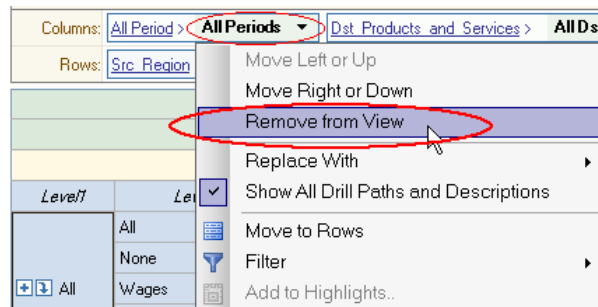 Columns: All Period > All Periods Dst_Products_and_Services > All Ds
Rows: Src_Region
Move Left or Up
Move Right or Down
Remove from View
Replace With
Level1 Show All Drill Paths and Descriptions
All Move to Rows
None Filter
All Wages Add to Highlights..